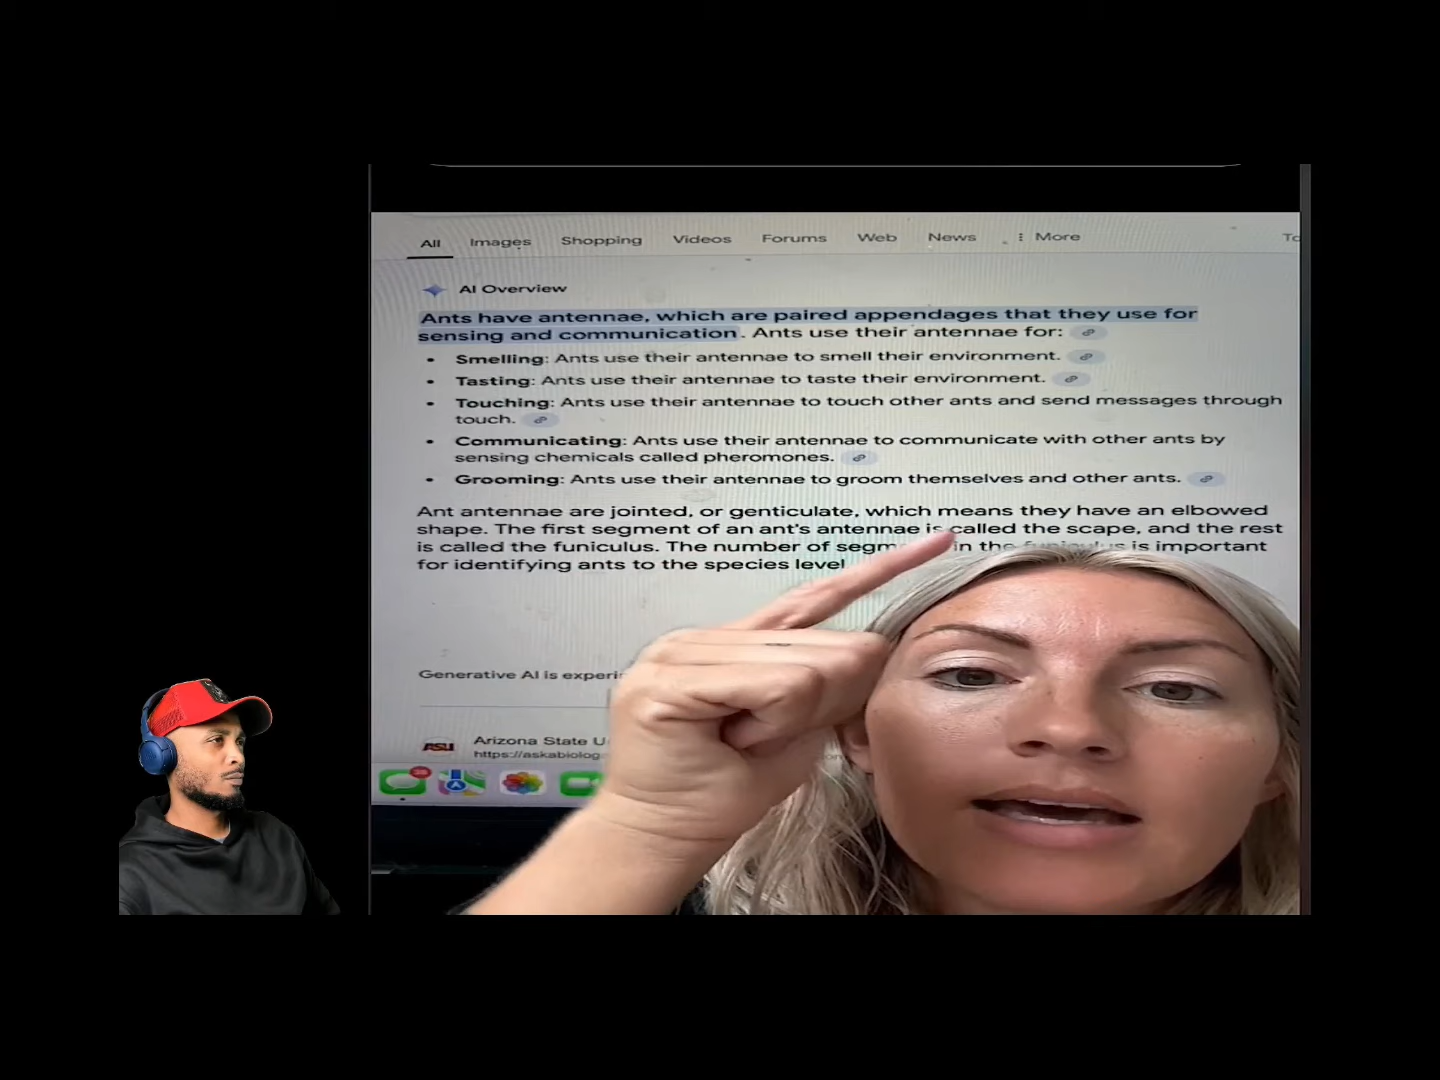 All Images Shopping Videos Forums Web News More
AI Overview
Ants have antennae, which are paired appendages that they use for
sensing and communication. Ants use their antennae for:
• Smelling: Ants use their antennae to smell their environment.
• Tasting: Ants use their antennae to taste their environment.
• Touching: Ants use their antennae to touch other ants and send messages through
touch.
• Communicating: Ants use their antennae to communicate with other ants by
sensing chemicals called pheromones.
• Grooming: Ants use their antennae to groom themselves and other ants.
Ant antennae are jointed, or genticulate, which means they have an elbowed
shape. The first segment of an ant's antennae is called the scape, and the rest
is called the funiculus. The number of in the funiculus is important
for identifying ants to the species level
Generative AI is
ASU Arizona State